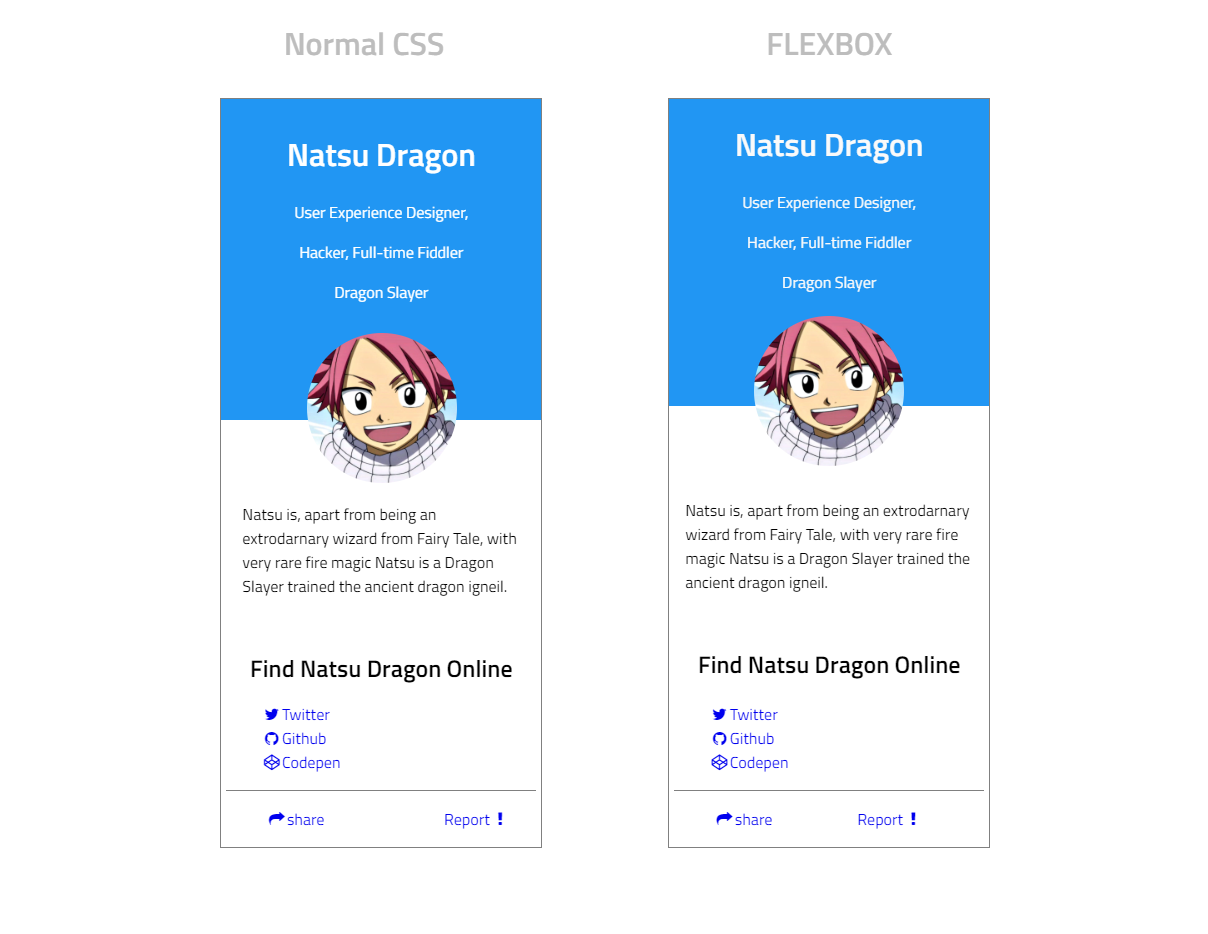 Normal CSS
FLEXBOX
Natsu Dragon
User Experience Designer,
Hacker, Full-time Fiddler
Dragon Slayer
Natsu is, apart from being an
extrodarnary wizard from Fairy Tale, with
very rare fire magic Natsu is a Dragon
Slayer trained the ancient dragon igneil.
Find Natsu Dragon Online
Twitter
Github
Codepen
share
Report !
Natsu Dragon
User Experience Designer,
Hacker, Full-time Fiddler
Dragon Slayer
Natsu is, apart from being an extrodarnary
wizard from Fairy Tale, with very rare fire
magic Natsu is a Dragon Slayer trained the
ancient dragon igneil.
Find Natsu Dragon Online
Twitter
Github
Codepen
share
Report !